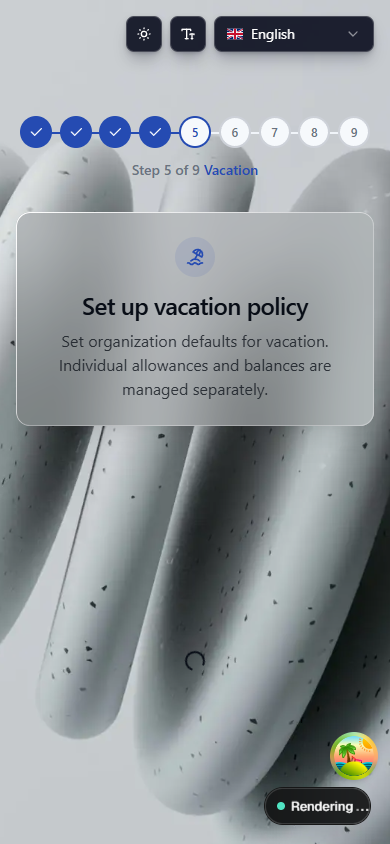 English
5 6 7 8 9
Step 5 of 9 Vacation
Set up vacation policy
Set organization defaults for vacation.
Individual allowances and balances are
managed separately.
Rendering...